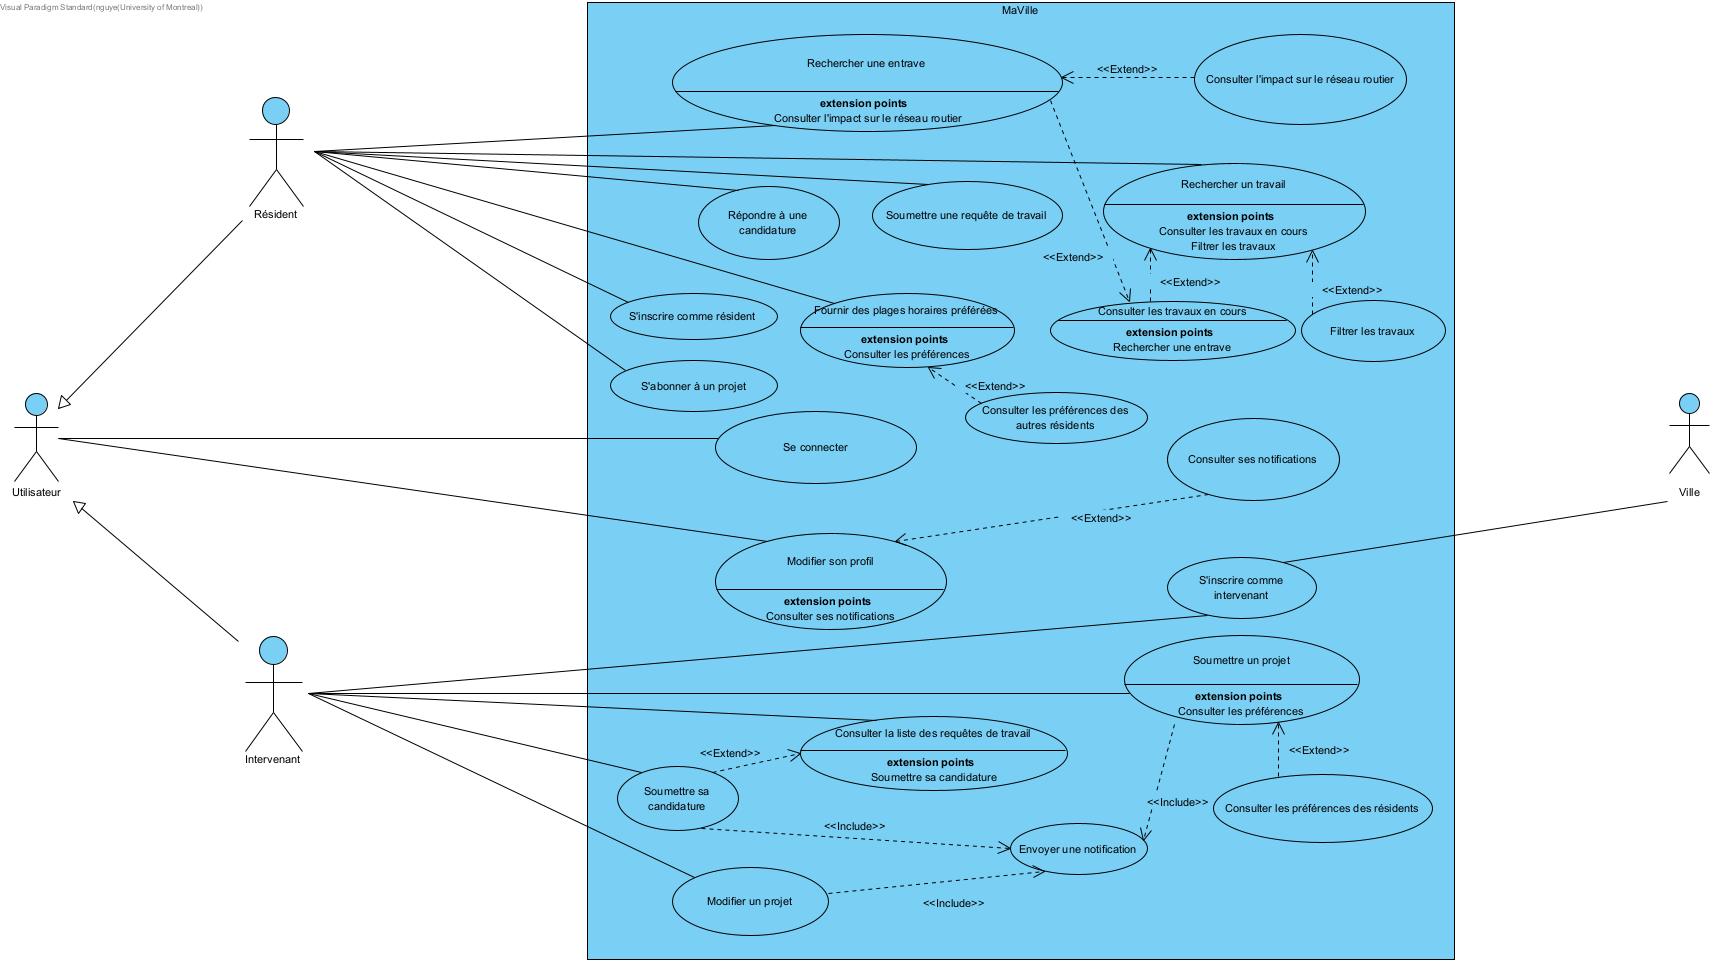 Visual Paradigm Standard(nguye(University of Montreal))
MaVille
Rechercher une entrave
extension points
Consulter l'impact sur le réseau routier
<<Extend>>
Consulter l'impact sur le réseau routier
Résident
Répondre à une
candidature
Soumettre une requête de travail
Rechercher un travail
extension points
Consulter les travaux en cours
Filtrer les travaux
<<Extend>>
<<Extend>>
<<Extend>>
S'inscrire comme résident
Fournir des plages horaires préférées
extension points
Consulter les préférences
Consulter les travaux en cours
extension points
Rechercher une entrave
Filtrer les travaux
S'abonner à un projet
<<Extend>>
Consulter les préférences des
autres résidents
Se connecter
Consulter ses notifications
Utilisateur
Ville
<<Extend>>
Modifier son profil
extension points
Consulter ses notifications
S'inscrire comme
intervenant
Soumettre un projet
extension points
Consulter les préférences
Intervenant
<<Extend>>
Consulter la liste des requêtes de travail
extension points
Soumettre sa candidature
<<Extend>>
Soumettre sa
candidature
<<Include>>
Consulter les préférences des résidents
<<Include>>
Envoyer une notification
Modifier un projet
<<Include>>